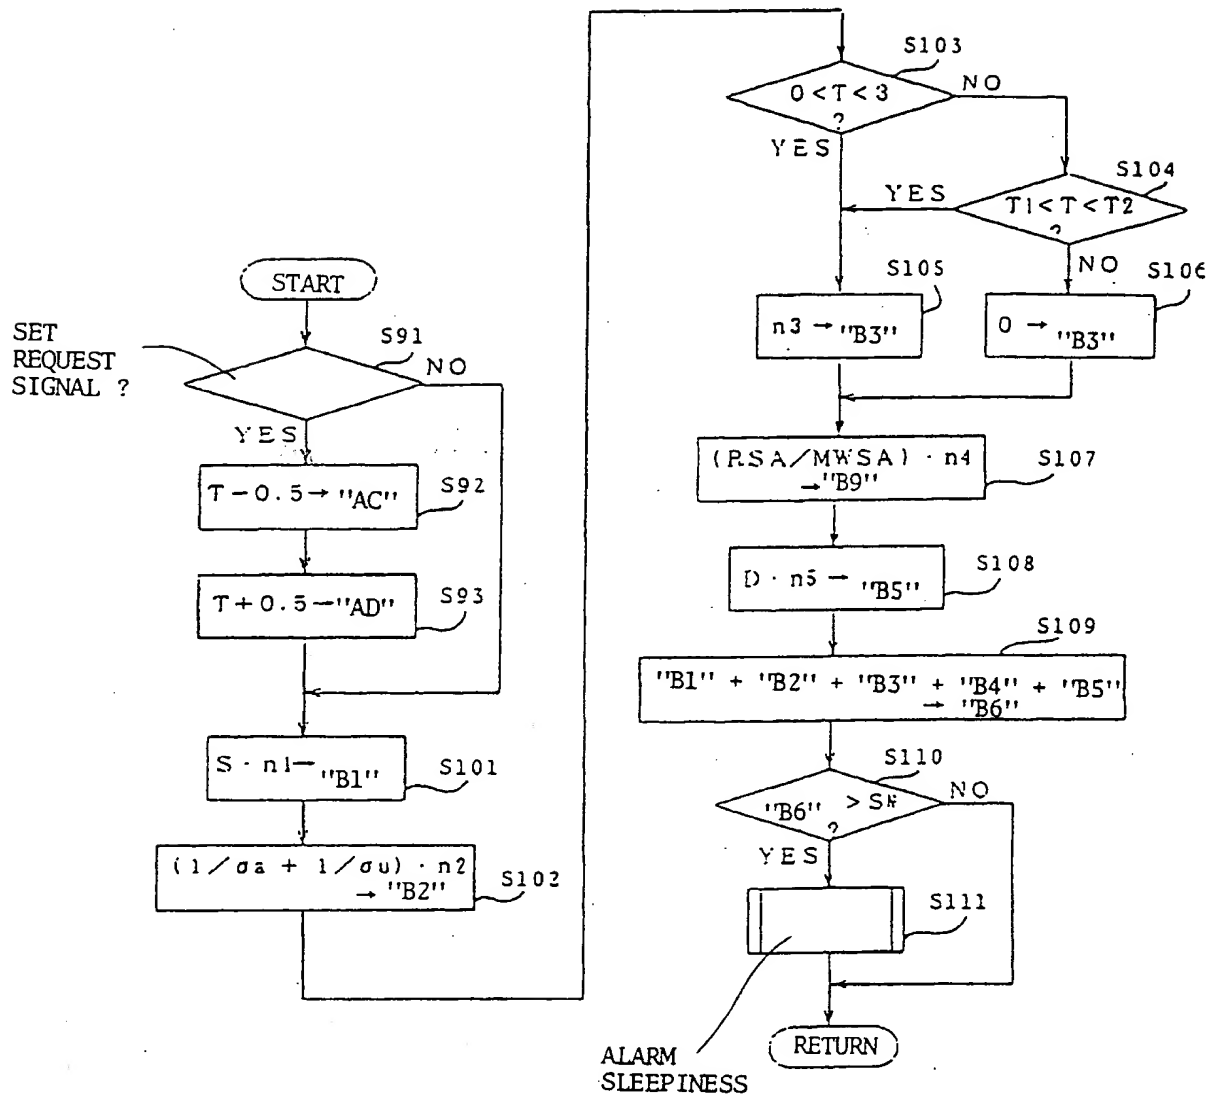 START
SET
REQUEST
SIGNAL ?
S91
NO
YES
T-0.5→"AC"
S92
T+0.5→"AD"
S93
S·n1→"B1"
S101
(1/σa + 1/συ)·n2
→"B2"
S102
0<T<3
?
S103
NO
YES
S104
T1<T<T2
?
YES
NO
S105
n3→"B3"
S106
0→"B3"
(RSA/MWSA)·n4
→"B9"
S107
D·n5→"B5"
S108
S109
"B1" + "B2" + "B3" + "B4" + "B5"
→ "B6"
S110
"B6" >
?
NO
YES
S111
ALARM
SLEEPINESS
RETURN